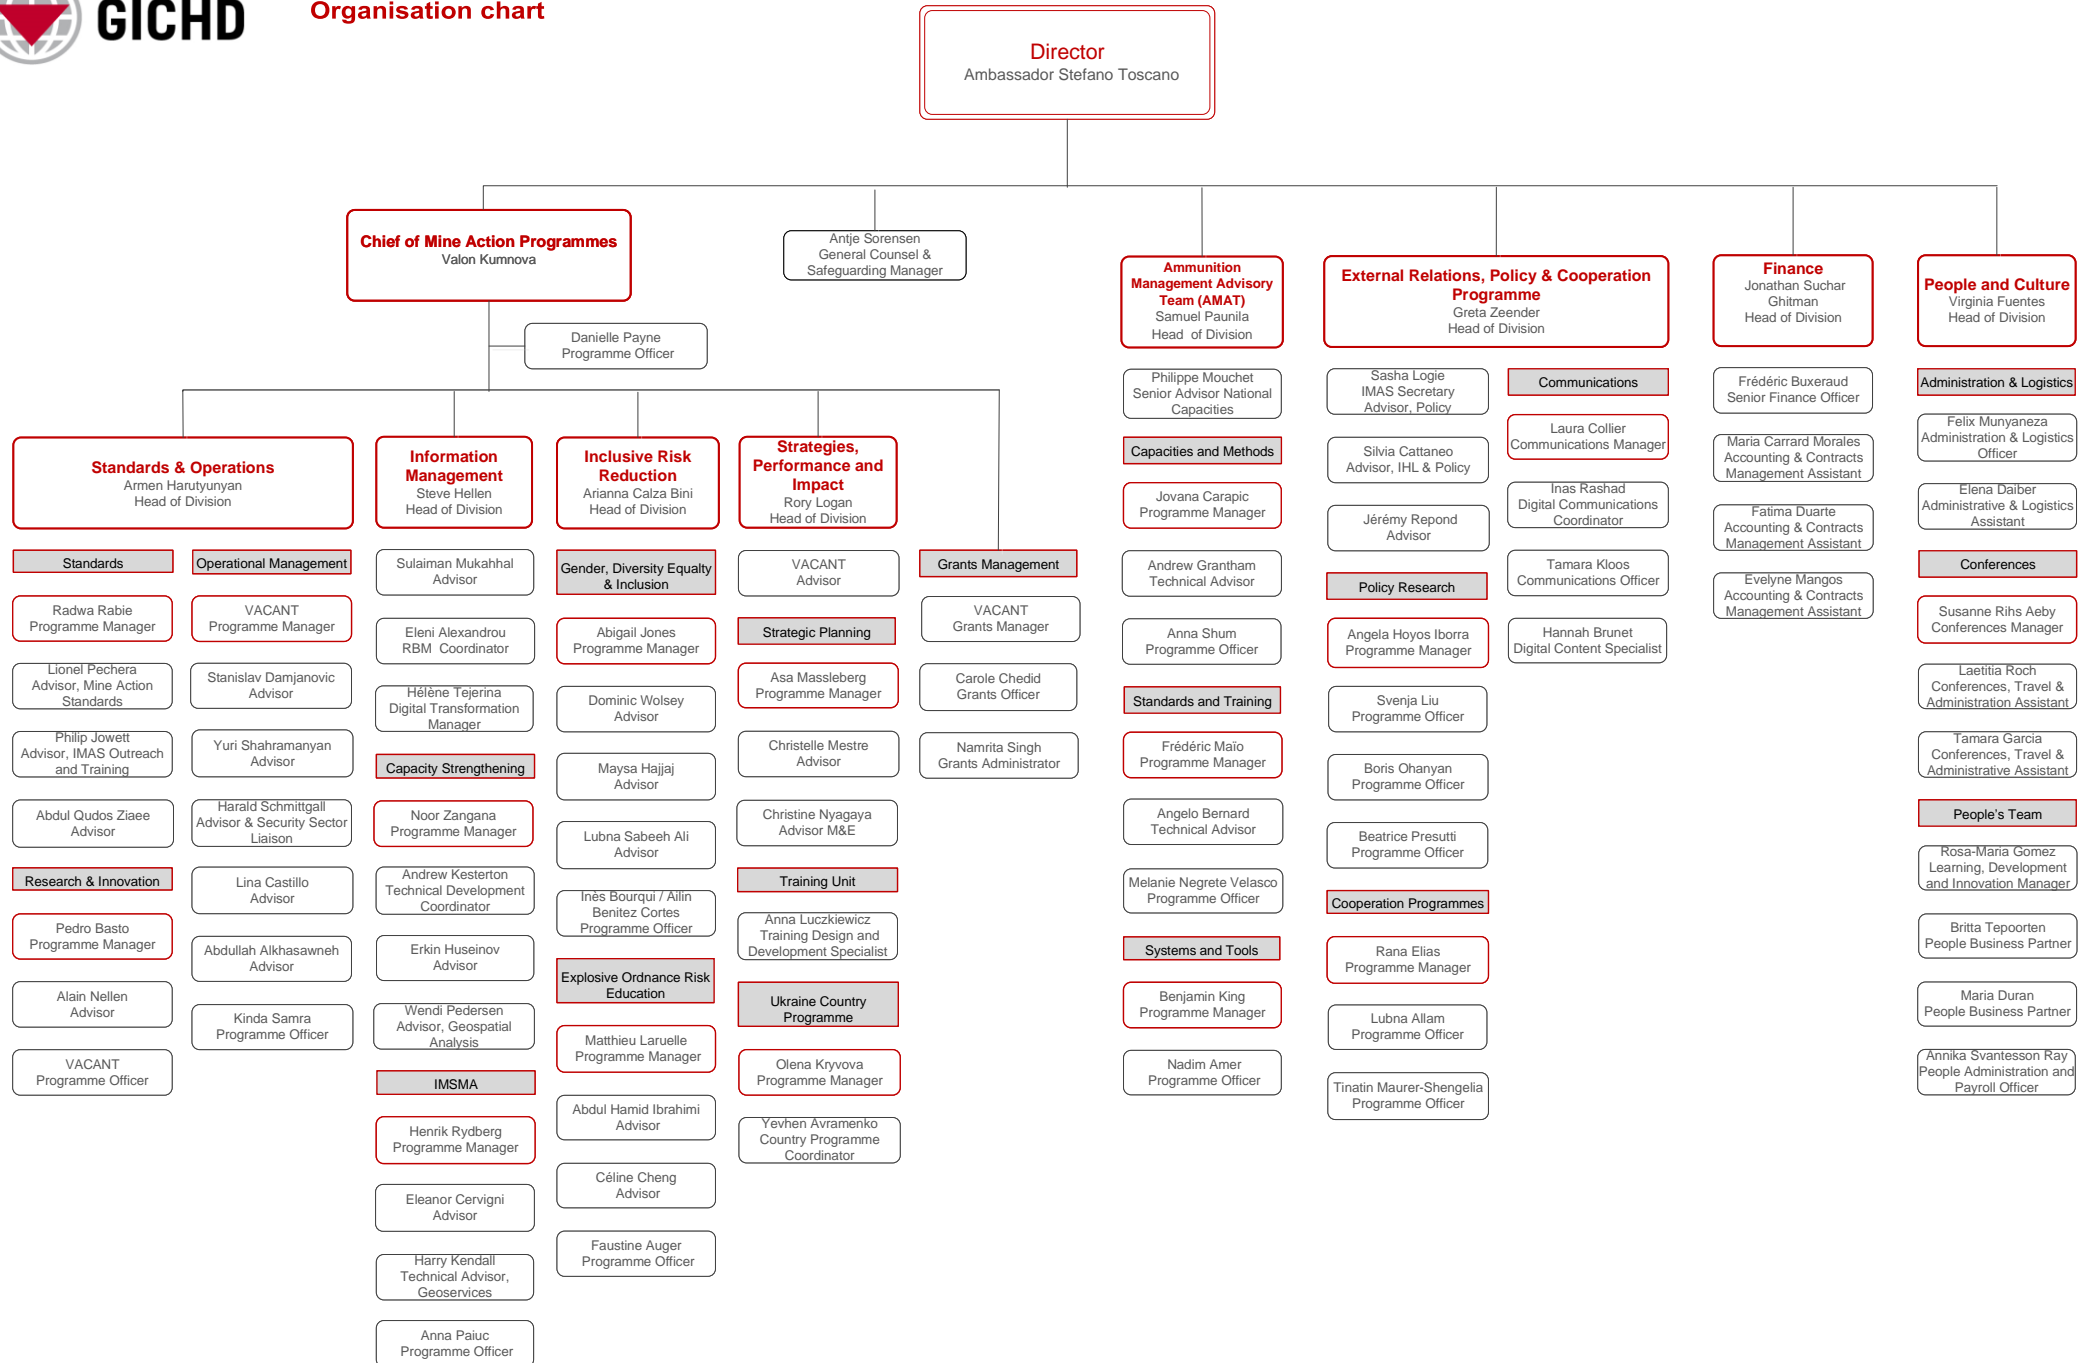 GICHD
Organisation chart
Director
Ambassador Stefano Toscano
Chief of Mine Action Programmes
Valon Kumnova
Antje Sorensen
General Counsel &
Safeguarding Manager
Danielle Payne
Programme Officer
Standards & Operations
Armen Harutyunyan
Head of Division
Standards
Radwa Rabie
Programme Manager
Lionel Pechera
Advisor, Mine Action
Standards
Philip Jowett
Advisor, IMAS Outreach
and Training
Abdul Qudos Ziaee
Advisor
Research & Innovation
Pedro Basto
Programme Manager
Alain Nellen
Advisor
VACANT
Programme Officer
Operational Management
VACANT
Programme Manager
Stanislav Damjanovic
Advisor
Yuri Shahramanyan
Advisor
Harald Schmittgall
Advisor & Security Sector
Liaison
Lina Castillo
Advisor
Abdullah Alkhasawneh
Advisor
Kinda Samra
Programme Officer
Information
Management
Steve Hellen
Head of Division
Sulaiman Mukahhal
Advisor
Eleni Alexandrou
RBM Coordinator
Hélène Tejerina
Digital Transformation
Manager
Capacity Strengthening
Noor Zangana
Programme Manager
Andrew Kesterton
Technical Development
Coordinator
Erkin Huseinov
Advisor
Wendi Pedersen
Advisor, Geospatial
Analysis
IMSMA
Henrik Rydberg
Programme Manager
Eleanor Cervigni
Advisor
Harry Kendall
Technical Advisor,
Geoservices
Anna Paiuc
Programme Officer
Inclusive Risk
Reduction
Arianna Calza Bini
Head of Division
Gender, Diversity Equalty
& Inclusion
Abigail Jones
Programme Manager
Dominic Wolsey
Advisor
Maysa Hajjaj
Advisor
Lubna Sabeeh Ali
Advisor
Inès Bourqui / Ailin
Benitez Cortes
Programme Officer
Explosive Ordnance Risk
Education
Matthieu Laruelle
Programme Manager
Abdul Hamid Ibrahimi
Advisor
Céline Cheng
Advisor
Faustine Auger
Programme Officer
Strategies,
Performance and
Impact
Rory Logan
Head of Division
VACANT
Advisor
Strategic Planning
Asa Massleberg
Programme Manager
Christelle Mestre
Advisor
Christine Nyagaya
Advisor M&E
Training Unit
Anna Luczkiewicz
Training Design and
Development Specialist
Ukraine Country
Programme
Olena Kryvova
Programme Manager
Yevhen Avramenko
Country Programme
Coordinator
Grants Management
VACANT
Grants Manager
Carole Chedid
Grants Officer
Namrita Singh
Grants Administrator
Ammunition
Management Advisory
Team (AMAT)
Samuel Paunila
Head of Division
Philippe Mouchet
Senior Advisor National
Capacities
Capacities and Methods
Jovana Carapic
Programme Manager
Andrew Grantham
Technical Advisor
Anna Shum
Programme Officer
Standards and Training
Frédéric Maïo
Programme Manager
Angelo Bernard
Technical Advisor
Melanie Negrete Velasco
Programme Officer
Systems and Tools
Benjamin King
Programme Manager
Nadim Amer
Programme Officer
External Relations, Policy & Cooperation
Programme
Greta Zeender
Head of Division
Sasha Logie
IMAS Secretary
Advisor, Policy
Silvia Cattaneo
Advisor, IHL & Policy
Jérémy Repond
Advisor
Policy Research
Angela Hoyos Iborra
Programme Manager
Svenja Liu
Programme Officer
Boris Ohanyan
Programme Officer
Beatrice Presutti
Programme Officer
Cooperation Programmes
Rana Elias
Programme Manager
Lubna Allam
Programme Officer
Tinatin Maurer-Shengelia
Programme Officer
Communications
Laura Collier
Communications Manager
Inas Rashad
Digital Communications
Coordinator
Tamara Kloos
Communications Officer
Hannah Brunet
Digital Content Specialist
Finance
Jonathan Suchar
Ghitman
Head of Division
Frédéric Buxeraud
Senior Finance Officer
Maria Carrard Morales
Accounting & Contracts
Management Assistant
Fatima Duarte
Accounting & Contracts
Management Assistant
Evelyne Mangos
Accounting & Contracts
Management Assistant
People and Culture
Virginia Fuentes
Head of Division
Administration & Logistics
Felix Munyaneza
Administration & Logistics
Officer
Elena Daiber
Administrative & Logistics
Assistant
Conferences
Susanne Rihs Aeby
Conferences Manager
Laetitia Roch
Conferences, Travel &
Administration Assistant
Tamara Garcia
Conferences, Travel &
Administrative Assistant
People's Team
Rosa-Maria Gomez
Learning, Development
and Innovation Manager
Britta Tepoorten
People Business Partner
Maria Duran
People Business Partner
Annika Svantesson Ray
People Administration and
Payroll Officer